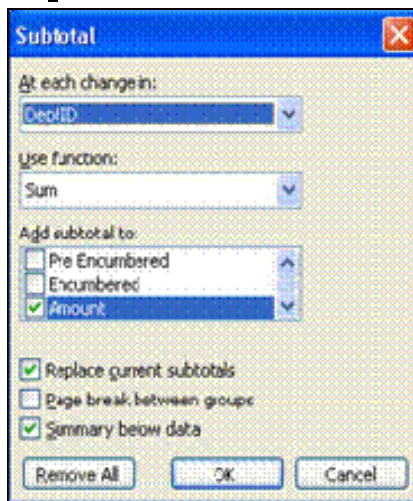 Subtotal
At each change in:
DeptID
Use function:
Sum
Add subtotal to:
Pre Encumbered
Encumbered
Amount
Replace current subtotals
Page break between groups
Summary below data
Remove All OK Cancel